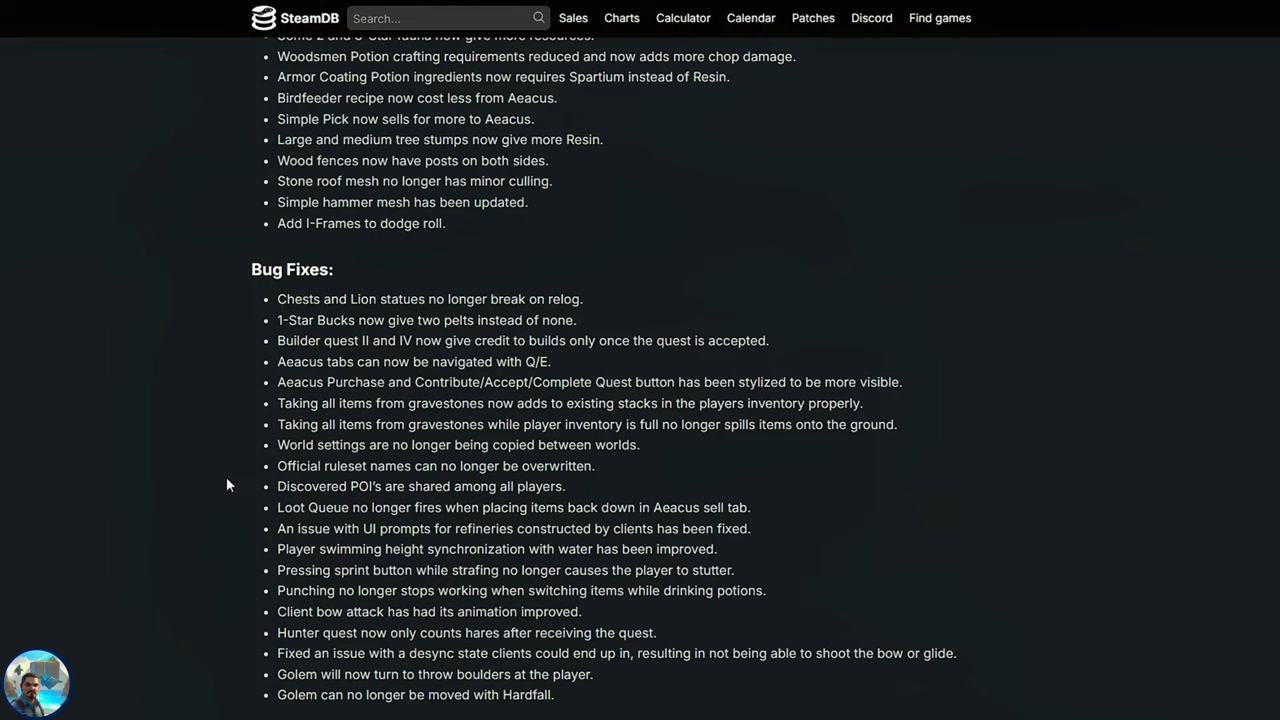 SteamDB Search... Sales Charts Calculator Calendar Patches Discord Find games
Some 2 and 3-Star fauna now give more resources.
Woodsmen Potion crafting requirements reduced and now adds more chop damage.
Armor Coating Potion ingredients now requires Spartium instead of Resin.
Birdfeeder recipe now cost less from Aeacus.
Simple Pick now sells for more to Aeacus.
Large and medium tree stumps now give more Resin.
Wood fences now have posts on both sides.
Stone roof mesh no longer has minor culling.
Simple hammer mesh has been updated.
Add I-Frames to dodge roll.
Bug Fixes:
Chests and Lion statues no longer break on relog.
1-Star Bucks now give two pelts instead of none.
Builder quest II and IV now give credit to builds only once the quest is accepted.
Aeacus tabs can now be navigated with Q/E.
Aeacus Purchase and Contribute/Accept/Complete Quest button has been stylized to be more visible.
Taking all items from gravestones now adds to existing stacks in the players inventory properly.
Taking all items from gravestones while player inventory is full no longer spills items onto the ground.
World settings are no longer being copied between worlds.
Official ruleset names can no longer be overwritten.
Discovered POI's are shared among all players.
Loot Queue no longer fires when placing items back down in Aeacus sell tab.
An issue with UI prompts for refineries constructed by clients has been fixed.
Player swimming height synchronization with water has been improved.
Pressing sprint button while strafing no longer causes the player to stutter.
Punching no longer stops working when switching items while drinking potions.
Client bow attack has had its animation improved.
Hunter quest now only counts hares after receiving the quest.
Fixed an issue with a desync state clients could end up in, resulting in not being able to shoot the bow or glide.
Golem will now turn to throw boulders at the player.
Golem can no longer be moved with Hardfall.